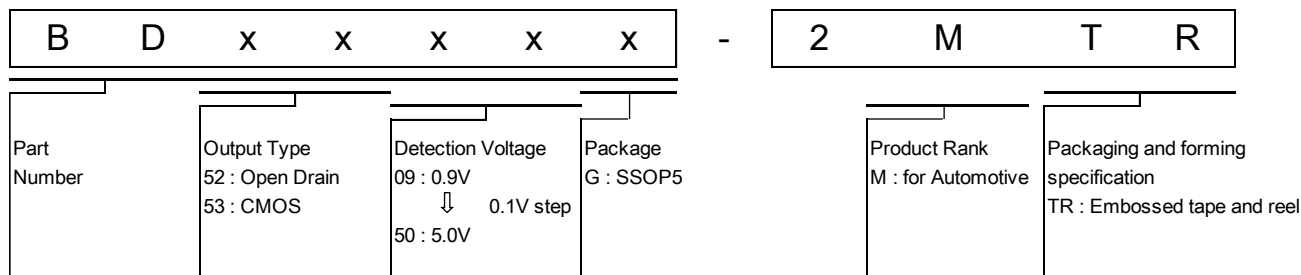 B D x x x x x - 2 M T R
Part
Number
Output Type
52 : Open Drain
53 : CMOS
Detection Voltage
09 : 0.9V
⇩ 0.1V step
50 : 5.0V
Package
G : SSOP5
Product Rank
M : for Automotive
Packaging and forming
specification
TR : Embossed tape and reel